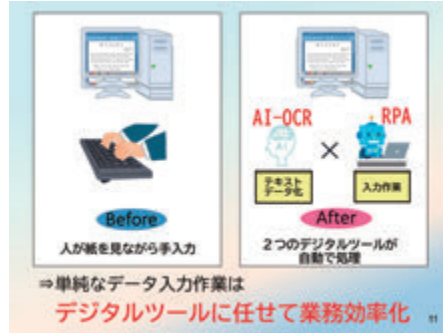 Before
人が紙を見ながら手入力
AI-OCR
RPA
AI
×
テキスト
データ化
入力作業
After
2つのデジタルツールが
自動で処理
⇒単純なデータ入力作業は
デジタルツールに任せて業務効率化
11